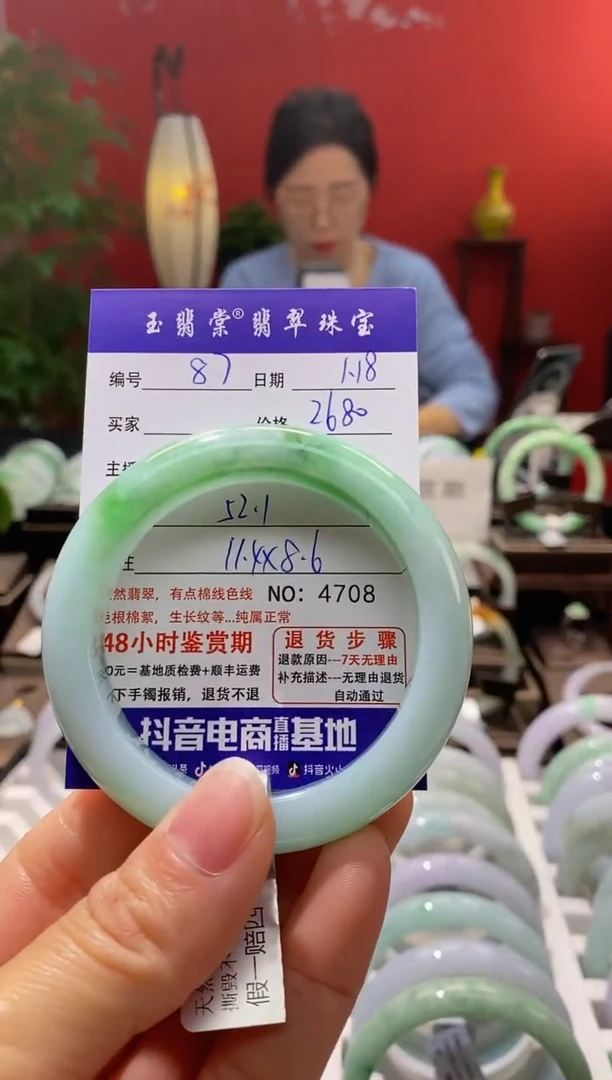 玉翡棠®翡翠珠宝
编号 87 日期 1.18
买家 价格 2680
主播
52.1
注 11.4x8.6
然翡翠，有点棉线色线 NO：4708
毛根棉絮，生长纹等...纯属正常
48小时鉴赏期
0元＝基地质检费+顺丰运费
下手镯报销，退货不退
退货步骤
退款原因---7天无理由
补充描述---无理由退货
自动通过
抖音电商直播基地
抖音火山
假一赔四